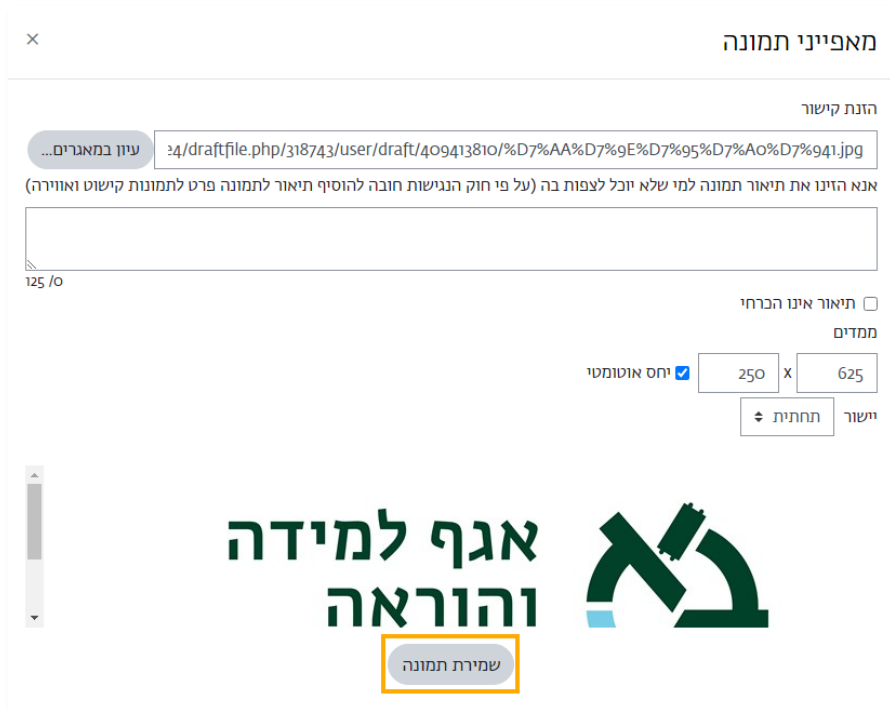 מאפייני תמונה
×
הזנת קישור
e4/draftfile.php/318743/user/draft/409413810/%D7%AA%D7%9E%D7%95%D7%A0%D7%941.jpg
עיון במאגרים...
אנא הזינו את תיאור תמונה למי שלא יוכל לצפות בה (על פי חוק הנגישות חובה להוסיף תיאור לתמונה פרט לתמונות קישוט ואווירה)
125 /0
תיאור אינו הכרחי
ממדים
625 x 250 יחס אוטומטי
יישור תחתית
אגף למידה
והוראה
שמירת תמונה